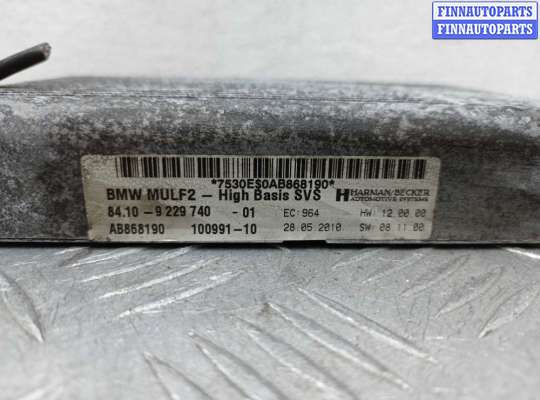 FINNAUTOPARTS
FINNAUTOPARTS
*7530ES0AB868190*
BMW MULF2 - High Basis SVS HARMAN/BECKER
AUTOMOTIVE SYSTEMS
84.10 - 9 229 740 - 01 EC: 964 HW: 12.00.00
AB868190 100991-10 28.05.2010 SW: 08.11.00